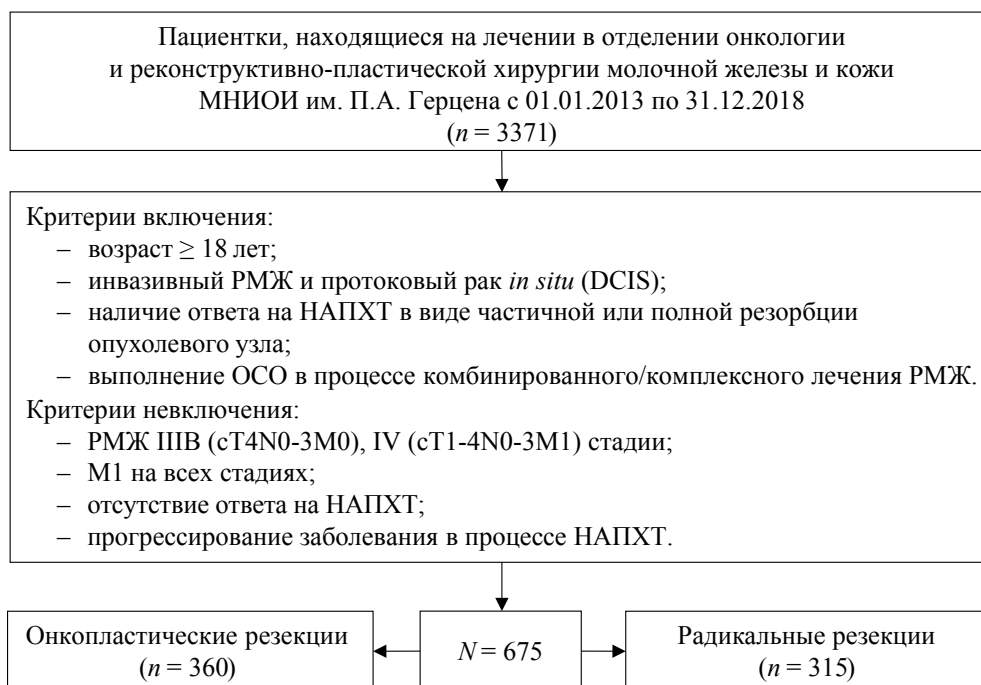 Пациентки, находящиеся на лечении в отделении онкологии
и реконструктивно-пластической хирургии молочной железы и кожи
МНИОИ им. П.А. Герцена с 01.01.2013 по 31.12.2018
(n = 3371)
Критерии включения:
– возраст ≥ 18 лет;
– инвазивный РМЖ и протоковый рак in situ (DCIS);
– наличие ответа на НАПХТ в виде частичной или полной резорбции
опухолевого узла;
– выполнение ОСО в процессе комбинированного/комплексного лечения РМЖ.
Критерии невключения:
– РМЖ IIIB (cT4N0-3M0), IV (cT1-4N0-3M1) стадии;
– M1 на всех стадиях;
– отсутствие ответа на НАПХТ;
– прогрессирование заболевания в процессе НАПХТ.
Онкопластические резекции
(n = 360)
N = 675
Радикальные резекции
(n = 315)